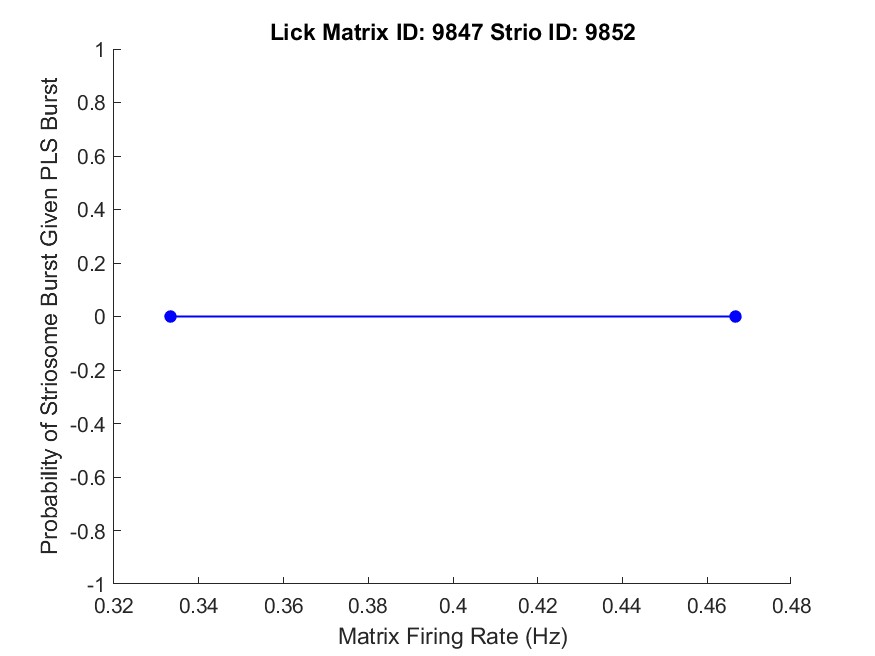 Lick Matrix ID: 9847 Strio ID: 9852
Probability of Striosome Burst Given PLS Burst
1
0.8
0.6
0.4
0.2
0
-0.2
-0.4
-0.6
-0.8
-1
0.32 0.34 0.36 0.38 0.4 0.42 0.44 0.46 0.48
Matrix Firing Rate (Hz)